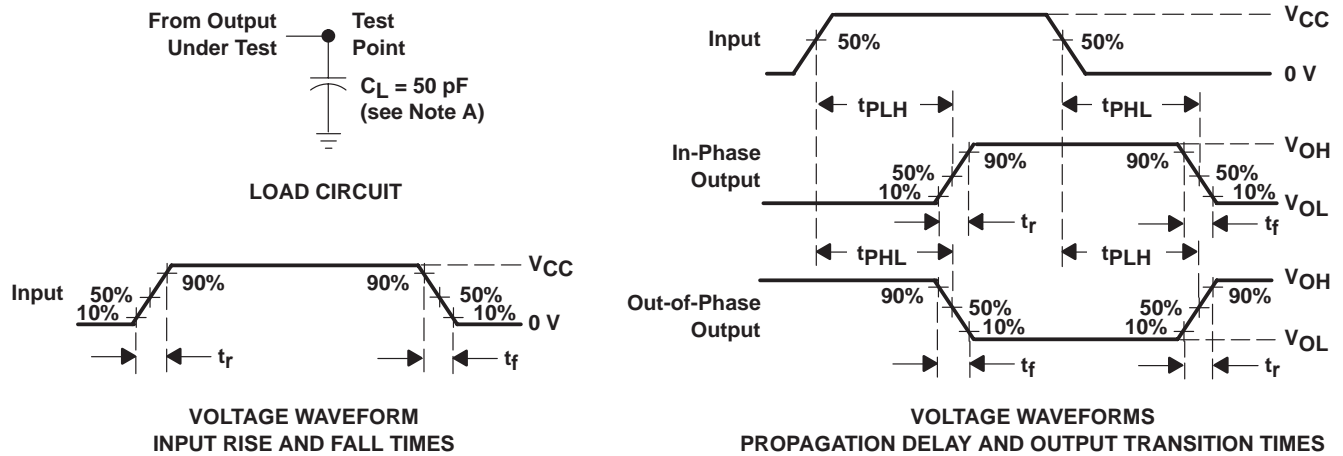 From Output
Under Test
Test
Point
CL = 50 pF
(see Note A)
LOAD CIRCUIT
Input
50%
10%
90%
90%
50%
10%
VCC
0 V
tr
tf
VOLTAGE WAVEFORM
INPUT RISE AND FALL TIMES
Input
50%
50%
VCC
0 V
tPLH
tPHL
In-Phase
Output
50%
10%
90%
90%
50%
10%
VOH
VOL
tr
tf
tPHL
tPLH
Out-of-Phase
Output
90%
50%
10%
50%
10%
90%
VOH
VOL
tf
tr
VOLTAGE WAVEFORMS
PROPAGATION DELAY AND OUTPUT TRANSITION TIMES